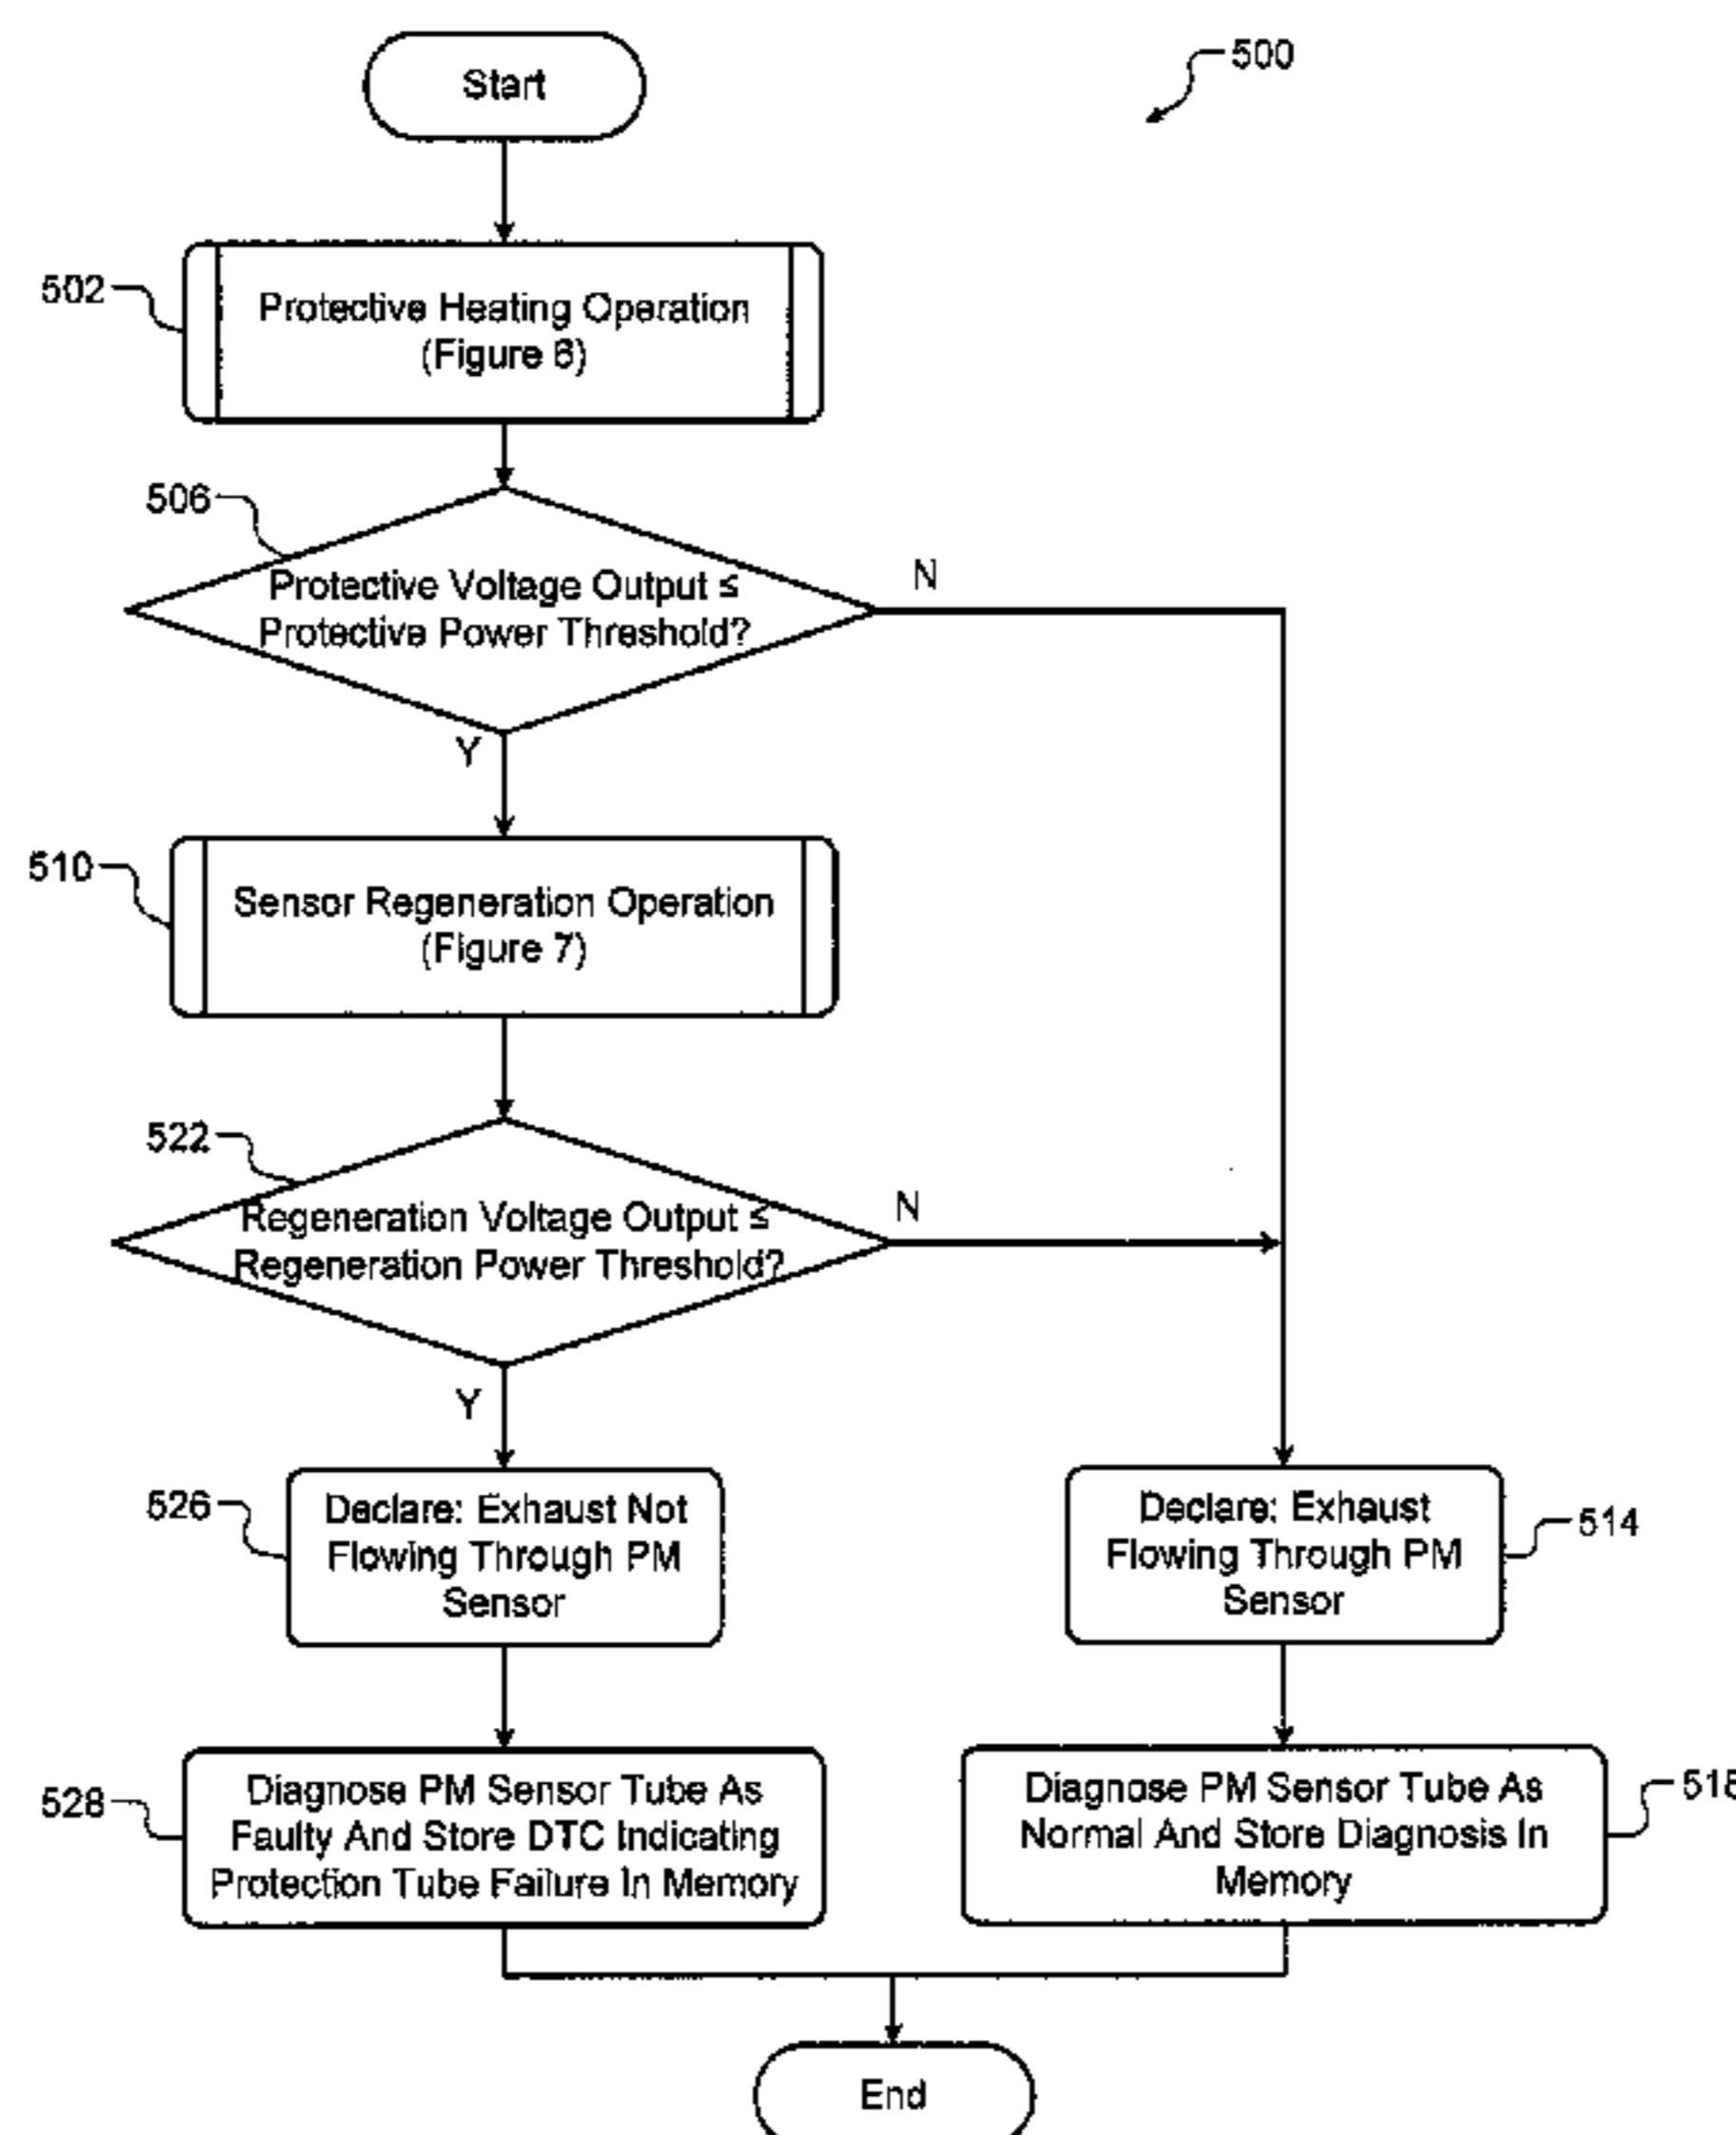 Start
500
502
Protective Heating Operation
(Figure 6)
506
Protective Voltage Output ≤
Protective Power Threshold?
N
Y
510
Sensor Regeneration Operation
(Figure 7)
522
Regeneration Voltage Output ≤
Regeneration Power Threshold?
N
Y
526
Declare: Exhaust Not
Flowing Through PM
Sensor
Declare: Exhaust
Flowing Through PM
Sensor
514
528
Diagnose PM Sensor Tube As
Faulty And Store DTC Indicating
Protection Tube Failure In Memory
Diagnose PM Sensor Tube As
Normal And Store Diagnosis In
Memory
518
End